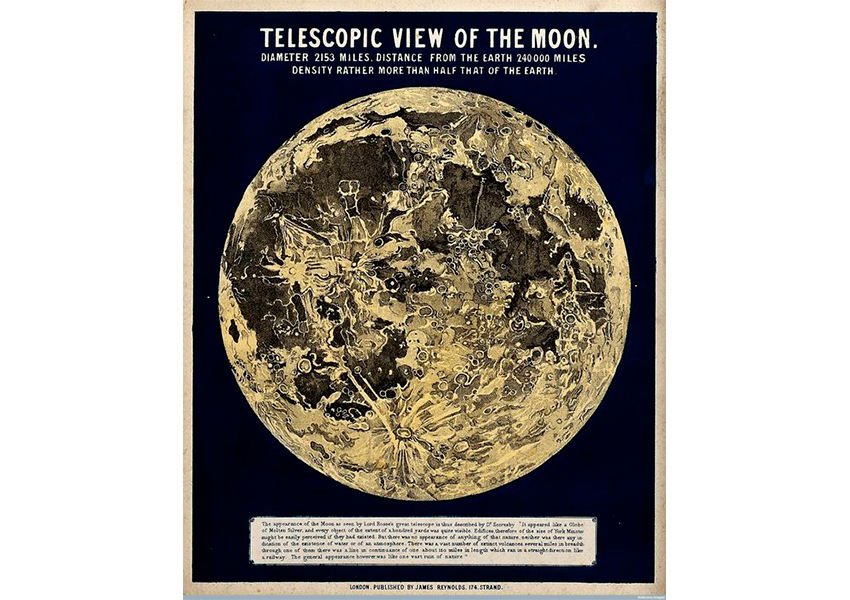 TELESCOPIC VIEW OF THE MOON.
DIAMETER 2153 MILES. DISTANCE FROM THE EARTH 240000 MILES
DENSITY RATHER MORE THAN HALF THAT OF THE EARTH.
The appearance of the Moon as seen by Lord Rosse's great telescope is thus described by Dr Scoresby "It appeared like a Globe
of Molten Silver, and every object of the extent of a hundred yards was quite visible. Edifices therefore of the size of York Minster
might be easily perceived if they had existed. But there was no appearance of anything of that nature, neither was there any in-
dication of the existence of water or of an atmosphere. There was a vast number of extinct volcanoes several miles in breadth
through one of them there was a line in continuance of one about 150 miles in length which ran in a straight direction like
a railway. The general appearance however was like one vast ruin of nature"
LONDON. PUBLISHED BY JAMES REYNOLDS. 174. STRAND.